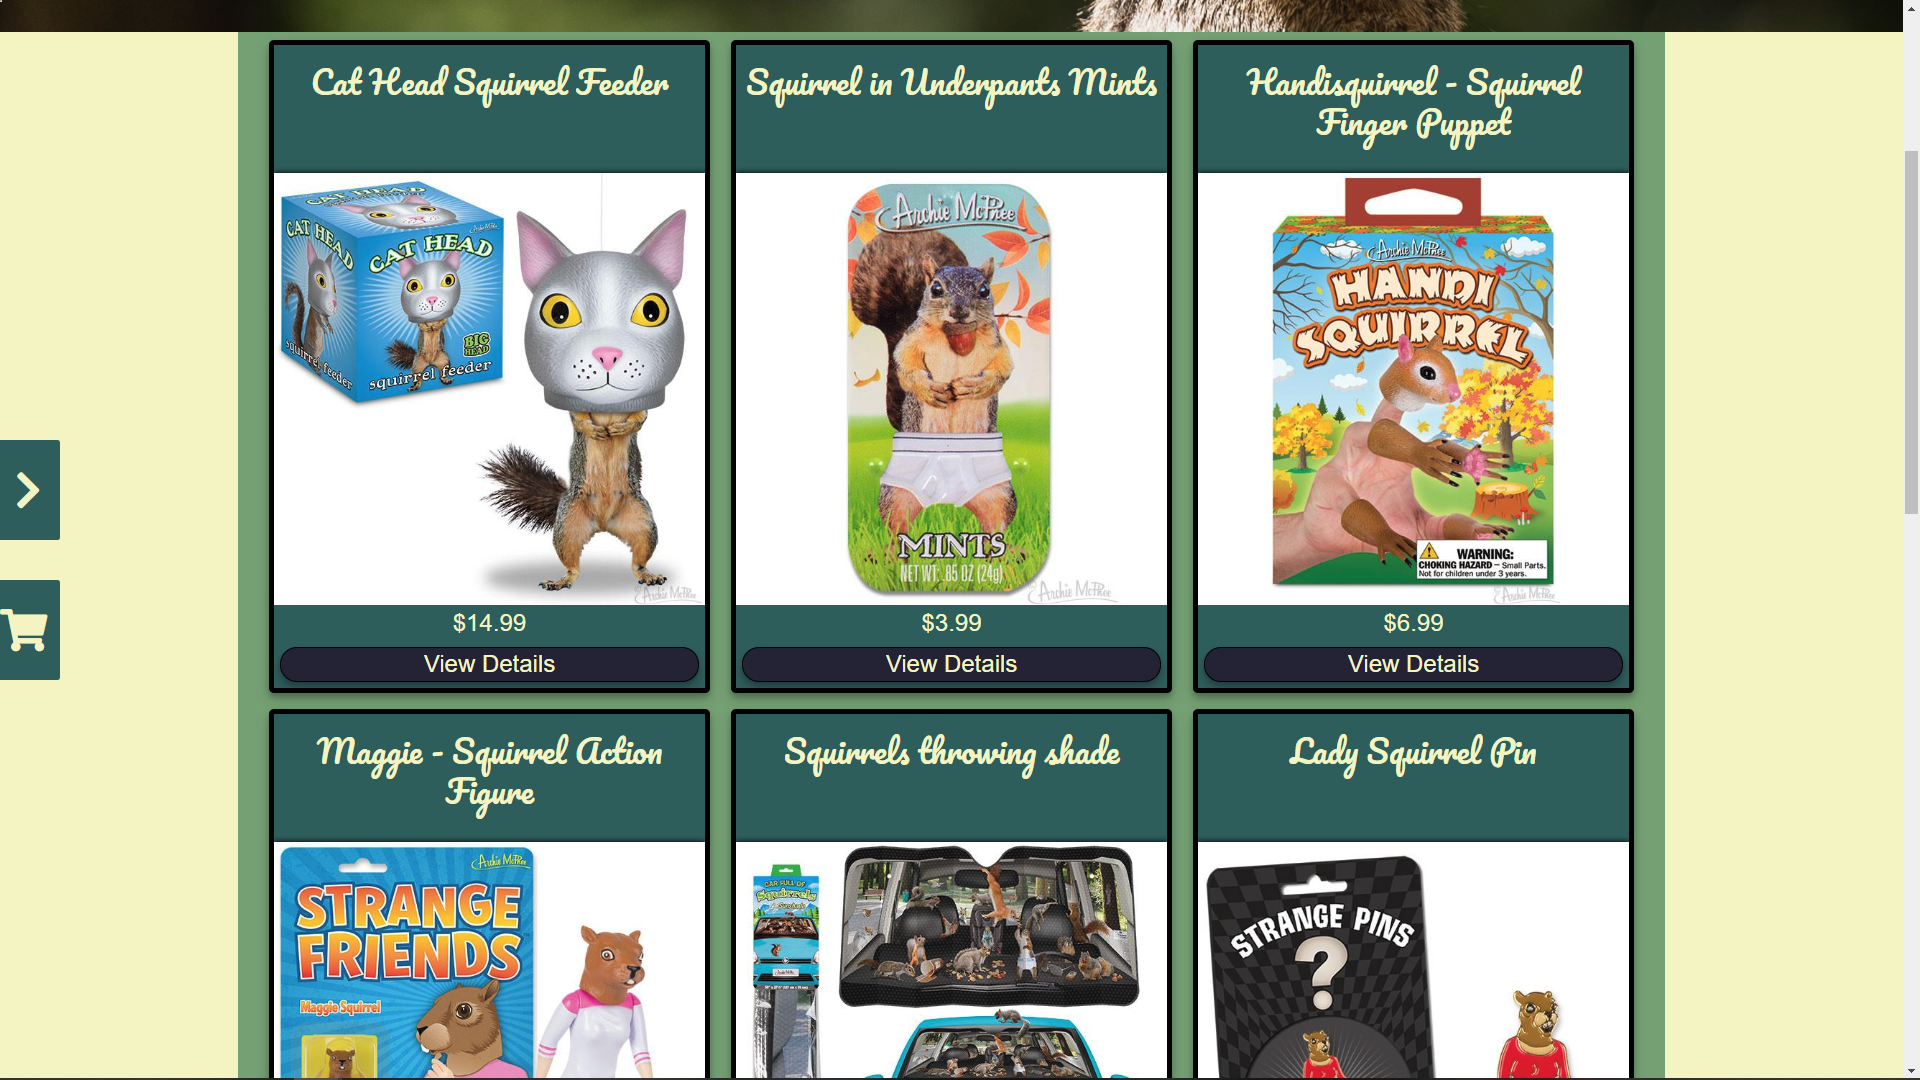 Cat Head Squirrel Feeder
Squirrel in Underpants Mints
Handisquirrel - Squirrel
Finger Puppet
CAT HEAD
CAT HEAD
CAT HEAD
BIG
HEAD
squirrel feeder
squirrel feeder
Archie McPhee
Archie McPhee
MINTS
NET WT. .85 OZ (24g)
Archie McPhee
Archie McPhee
HANDI
SQUIRREL
WARNING:
CHOKING HAZARD – Small Parts.
Not for children under 3 years.
Archie McPhee
$14.99
$3.99
$6.99
View Details
View Details
View Details
Maggie - Squirrel Action
Figure
Squirrels throwing shade
Lady Squirrel Pin
Archie McPhee
STRANGE
FRIENDS
Maggie Squirrel
CAR FULL OF
Squirrels
STRANGE PINS
?